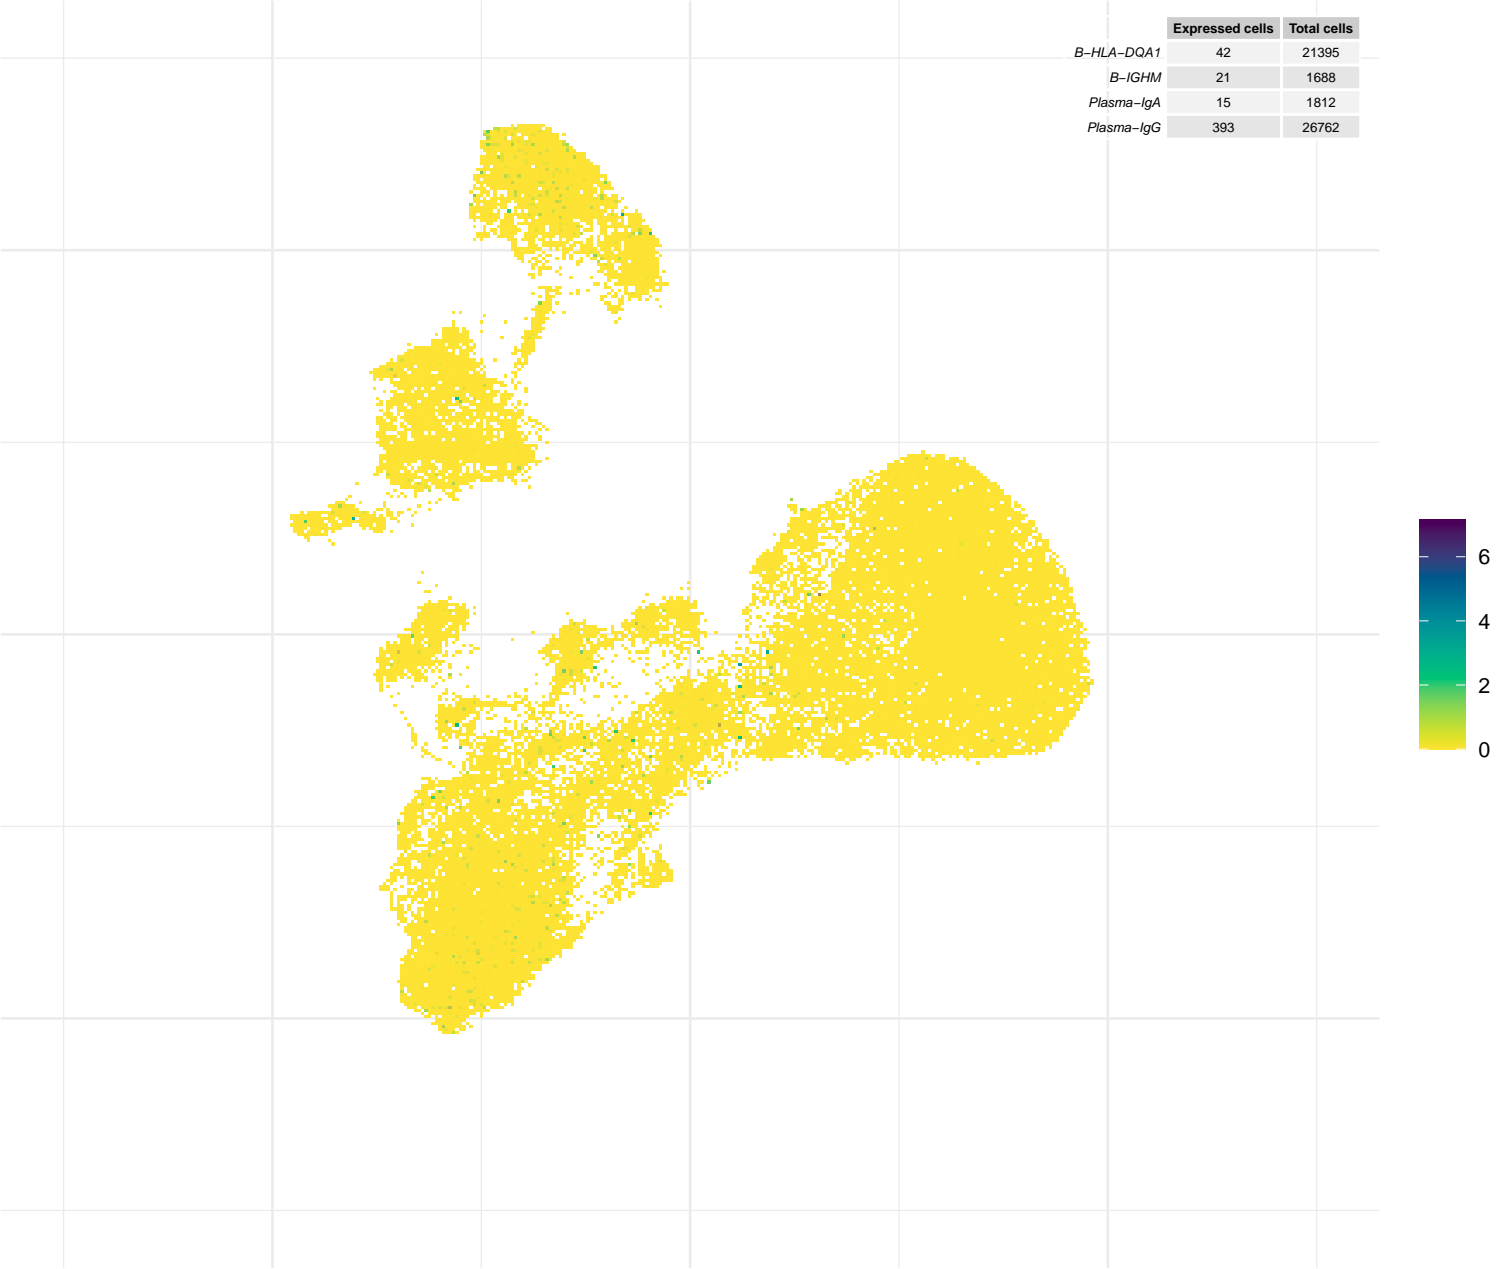 Expressed cells Total cells
B−HLA−DQA1 42 21395
B−IGHM 21 1688
Plasma−IgA 15 1812
Plasma−IgG 393 26762
6
4
2
0